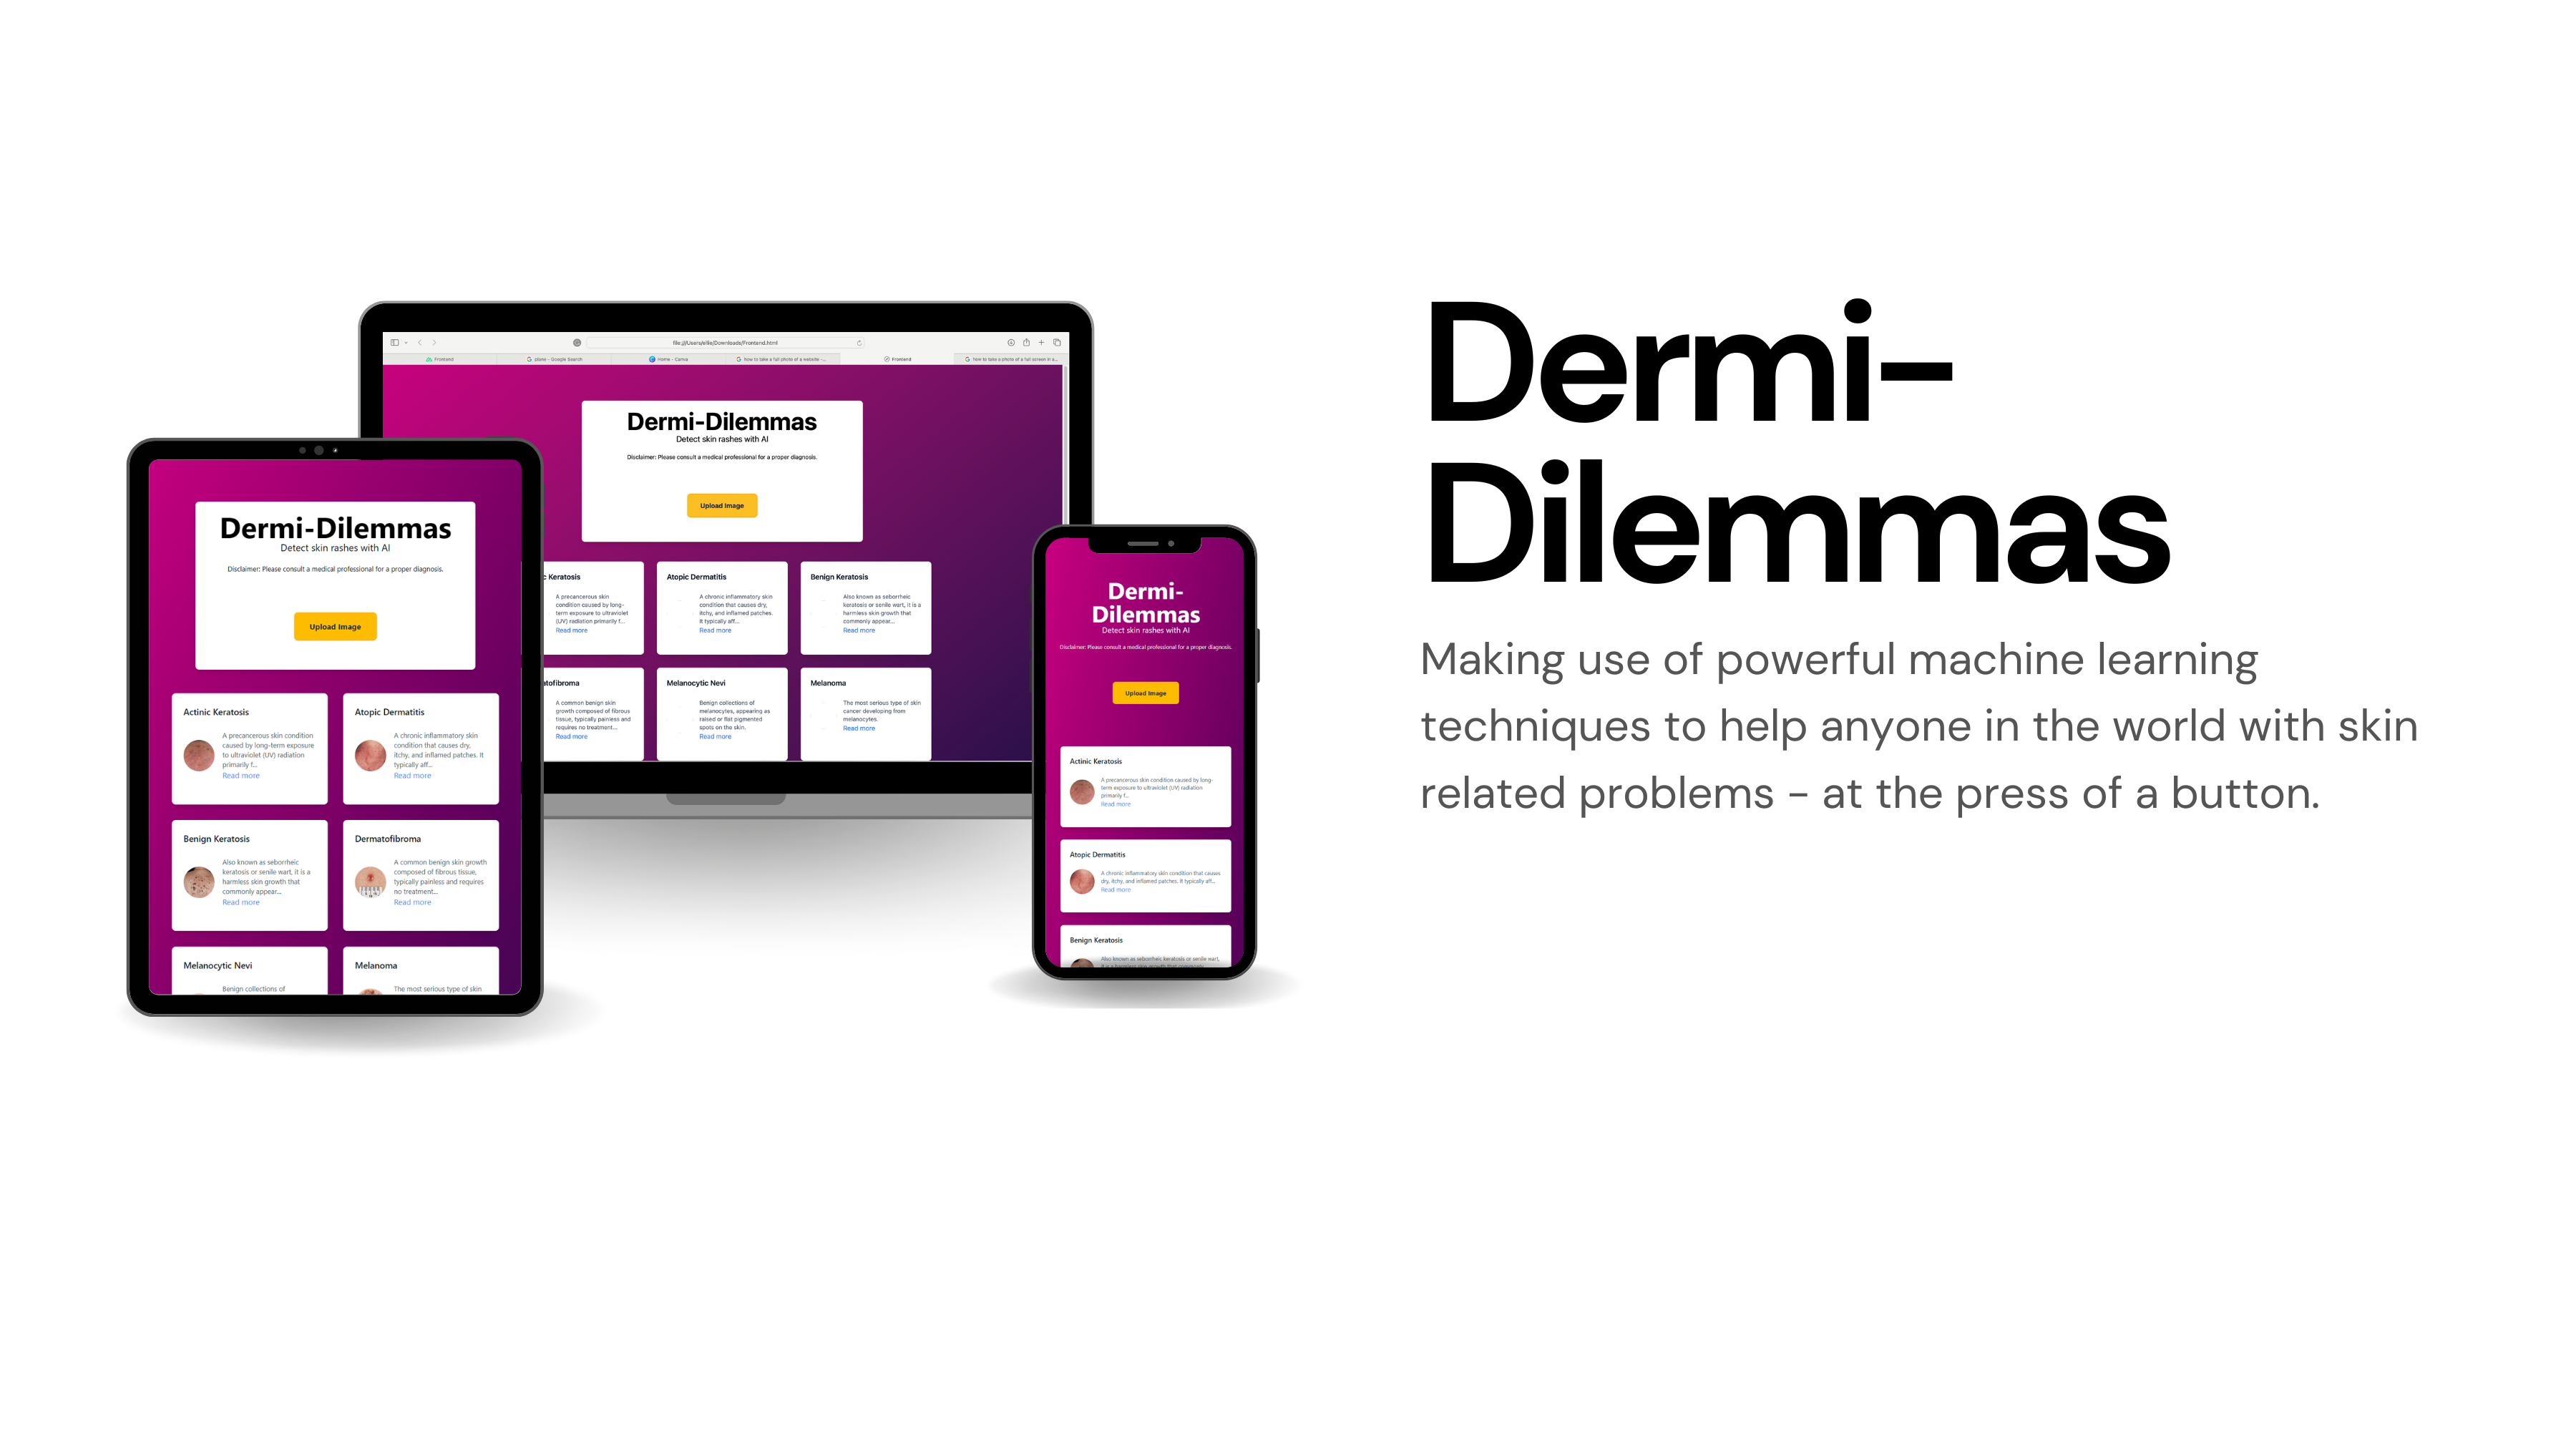 Dermi-
Dilemmas
Making use of powerful machine learning
techniques to help anyone in the world with skin
related problems - at the press of a button.
file:///Users/ellie/Downloads/Frontend.html
Frontend
plano - Google Search
Home - Canva
how to take a full photo of a website -...
Frontend
how to take a photo of a full screen in a...
Dermi-Dilemmas
Detect skin rashes with AI
Disclaimer: Please consult a medical professional for a proper diagnosis.
Upload Image
c Keratosis
A precancerous skin
condition caused by long-
term exposure to ultraviolet
(UV) radiation primarily f...
Read more
Atopic Dermatitis
A chronic inflammatory skin
condition that causes dry,
itchy, and inflamed patches.
It typically aff...
Read more
Benign Keratosis
Also known as seborrheic
keratosis or senile wart, it is a
harmless skin growth that
commonly appear...
Read more
tofibroma
A common benign skin
growth composed of fibrous
tissue, typically painless and
requires no treatment...
Read more
Melanocytic Nevi
Benign collections of
melanocytes, appearing as
raised or flat pigmented
spots on the skin.
Read more
Melanoma
The most serious type of skin
cancer developing from
melanocytes.
Read more
Dermi-Dilemmas
Detect skin rashes with AI
Disclaimer: Please consult a medical professional for a proper diagnosis.
Upload Image
Actinic Keratosis
A precancerous skin condition
caused by long-term exposure
to ultraviolet (UV) radiation
primarily f...
Read more
Atopic Dermatitis
A chronic inflammatory skin
condition that causes dry,
itchy, and inflamed patches. It
typically aff...
Read more
Benign Keratosis
Also known as seborrheic
keratosis or senile wart, it is a
harmless skin growth that
commonly appear...
Read more
Dermatofibroma
A common benign skin growth
composed of fibrous tissue,
typically painless and requires
no treatment...
Read more
Melanocytic Nevi
Benign collections of
Melanoma
The most serious type of skin
Dermi-
Dilemmas
Detect skin rashes with AI
Disclaimer: Please consult a medical professional for a proper diagnosis.
Upload Image
Actinic Keratosis
A precancerous skin condition caused by long-
term exposure to ultraviolet (UV) radiation
primarily f...
Read more
Atopic Dermatitis
A chronic inflammatory skin condition that causes
dry, itchy, and inflamed patches. It typically aff...
Read more
Benign Keratosis
Also known as seborrheic keratosis or senile wart,
it is a harmless skin growth that commonly